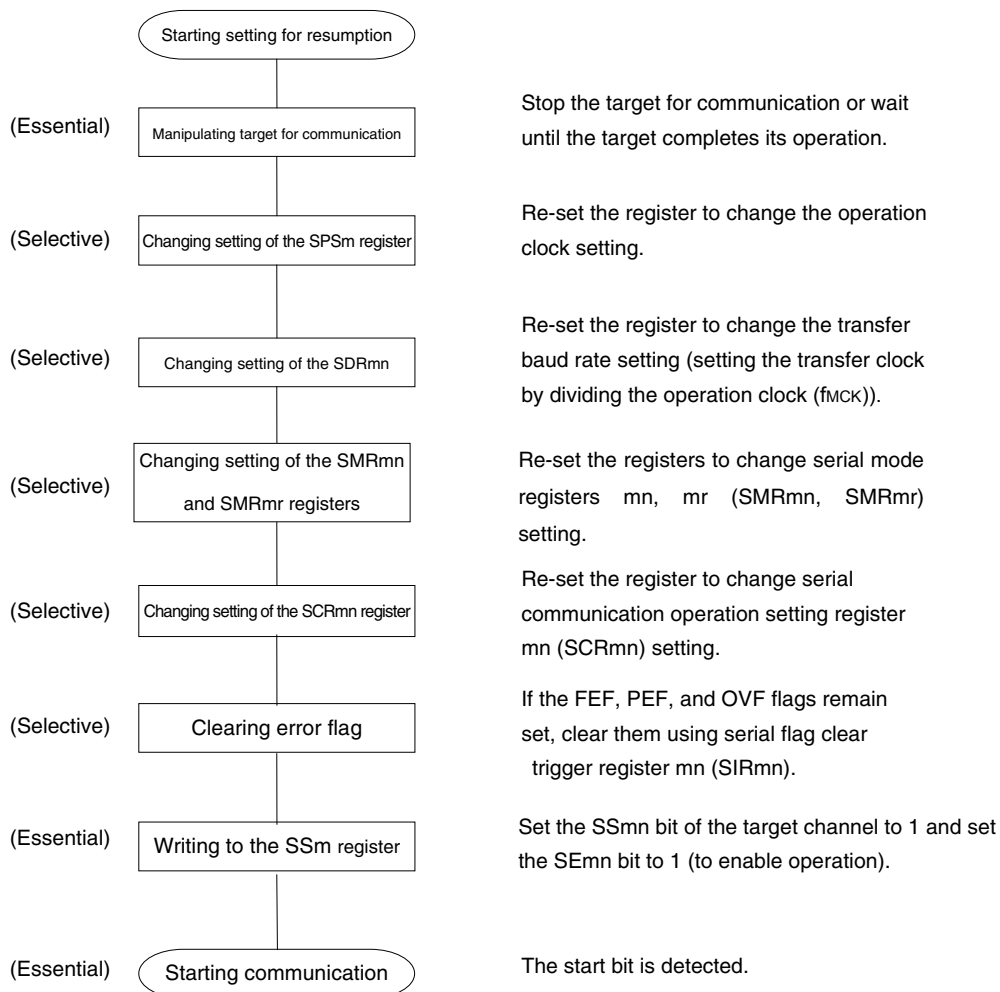 Starting setting for resumption
(Essential)
Manipulating target for communication
Stop the target for communication or wait
until the target completes its operation.
(Selective)
Changing setting of the SPSm register
Re-set the register to change the operation
clock setting.
(Selective)
Changing setting of the SDRmn
Re-set the register to change the transfer
baud rate setting (setting the transfer clock
by dividing the operation clock (fMCK)).
(Selective)
Changing setting of the SMRmn
and SMRmr registers
Re-set the registers to change serial mode
registers mn, mr (SMRmn, SMRmr)
setting.
(Selective)
Changing setting of the SCRmn register
Re-set the register to change serial
communication operation setting register
mn (SCRmn) setting.
(Selective)
Clearing error flag
If the FEF, PEF, and OVF flags remain
set, clear them using serial flag clear
trigger register mn (SIRmn).
(Essential)
Writing to the SSm register
Set the SSmn bit of the target channel to 1 and set
the SEmn bit to 1 (to enable operation).
(Essential)
Starting communication
The start bit is detected.